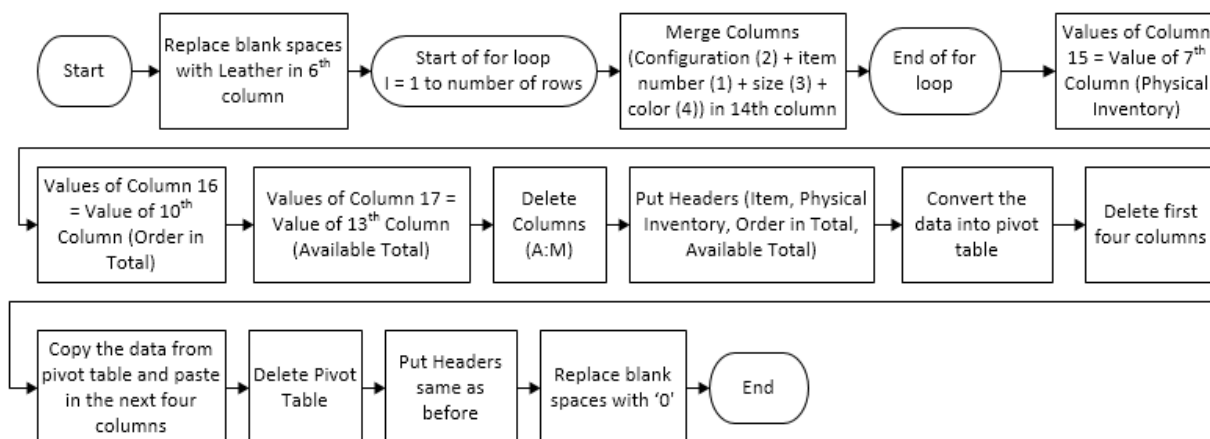 Start
Replace blank spaces
with Leather in 6th
column
Start of for loop
I = 1 to number of rows
Merge Columns
(Configuration (2) + item
number (1) + size (3) +
color (4)) in 14th column
End of for
loop
Values of Column
15 = Value of 7th
Column (Physical
Inventory)
Values of Column 16
= Value of 10th
Column (Order in
Total)
Values of Column 17 =
Value of 13th Column
(Available Total)
Delete
Columns
(A:M)
Put Headers (Item, Physical
Inventory, Order in Total,
Available Total)
Convert the
data into pivot
table
Delete first
four columns
Copy the data from
pivot table and paste
in the next four
columns
Delete Pivot
Table
Put Headers
same as
before
Replace blank
spaces with ‘0'
End